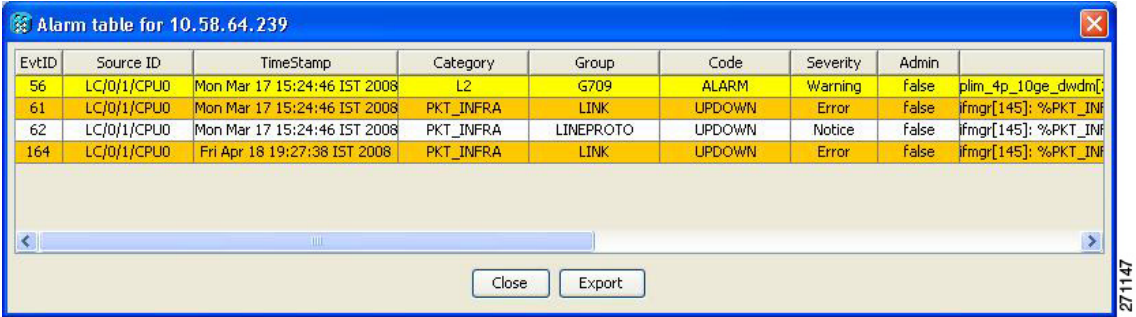 Alarm table for 10.58.64.239
EvtID Source ID TimeStamp Category Group Code Severity Admin
56 LC/0/1/CPU0 Mon Mar 17 15:24:46 IST 2008 L2 G709 ALARM Warning false plim_4p_10ge_dwdm[
61 LC/0/1/CPU0 Mon Mar 17 15:24:46 IST 2008 PKT_INFRA LINK UPDOWN Error false ifmgr[145]: %PKT_INF
62 LC/0/1/CPU0 Mon Mar 17 15:24:46 IST 2008 PKT_INFRA LINEPROTO UPDOWN Notice false ifmgr[145]: %PKT_INF
164 LC/0/1/CPU0 Fri Apr 18 19:27:38 IST 2008 PKT_INFRA LINK UPDOWN Error false ifmgr[145]: %PKT_INF
Close Export
271147